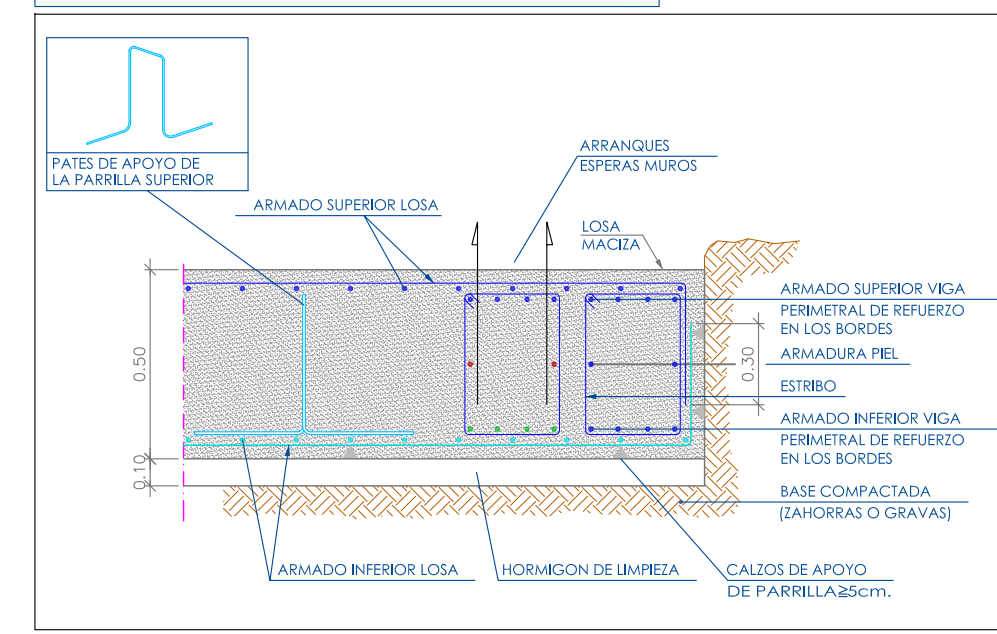 PATES DE APOYO DE
LA PARRILLA SUPERIOR
ARRANQUES
ESPERAS MUROS
ARMADO SUPERIOR LOSA
LOSA
MACIZA
ARMADO SUPERIOR VIGA
PERIMETRAL DE REFUERZO
EN LOS BORDES
ARMADURA PIEL
0.50
0.30
ESTRIBO
ARMADO INFERIOR VIGA
PERIMETRAL DE REFUERZO
EN LOS BORDES
0.10
BASE COMPACTADA
(ZAHORRAS O GRAVAS)
ARMADO INFERIOR LOSA
HORMIGON DE LIMPIEZA
CALZOS DE APOYO
DE PARRILLA≧5cm.